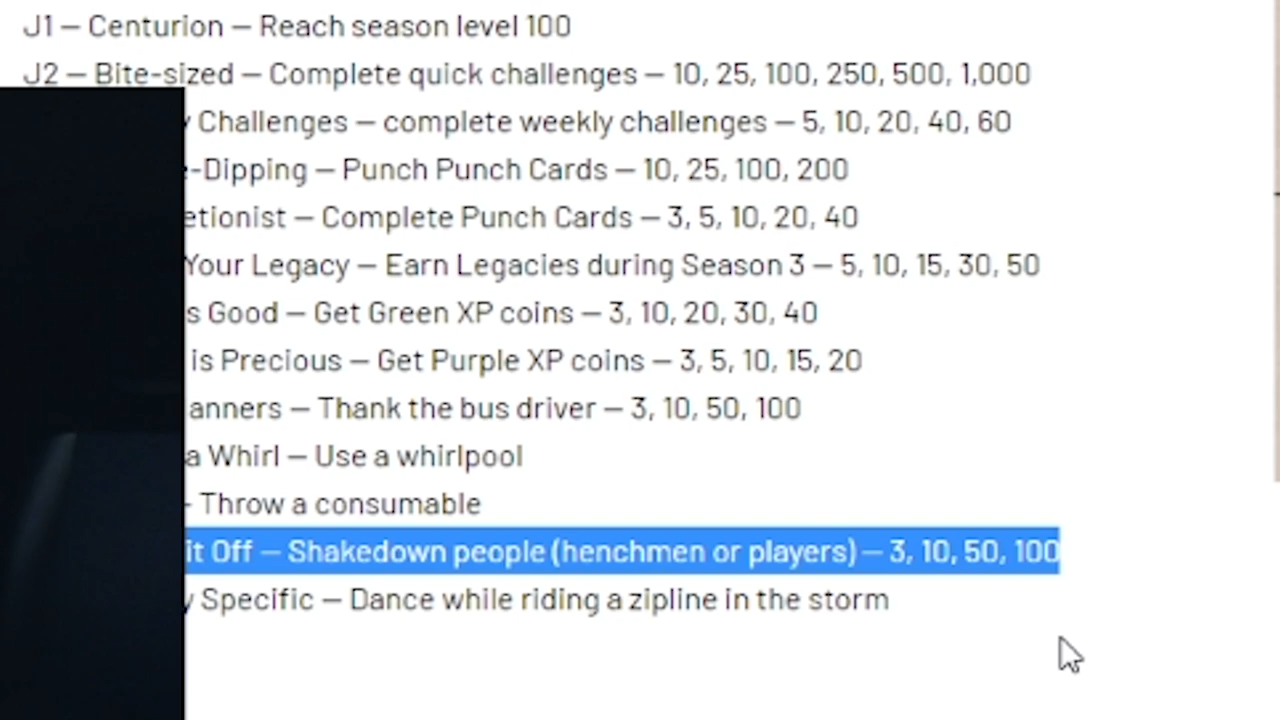 J1 — Centurion — Reach season level 100
J2 — Bite-sized — Complete quick challenges — 10, 25, 100, 250, 500, 1,000
Challenges — complete weekly challenges — 5, 10, 20, 40, 60
-Dipping — Punch Punch Cards — 10, 25, 100, 200
etionist — Complete Punch Cards — 3, 5, 10, 20, 40
Your Legacy — Earn Legacies during Season 3 — 5, 10, 15, 30, 50
s Good — Get Green XP coins — 3, 10, 20, 30, 40
is Precious — Get Purple XP coins — 3, 5, 10, 15, 20
anners — Thank the bus driver — 3, 10, 50, 100
a Whirl — Use a whirlpool
- Throw a consumable
it Off — Shakedown people (henchmen or players) — 3, 10, 50, 100
y Specific — Dance while riding a zipline in the storm